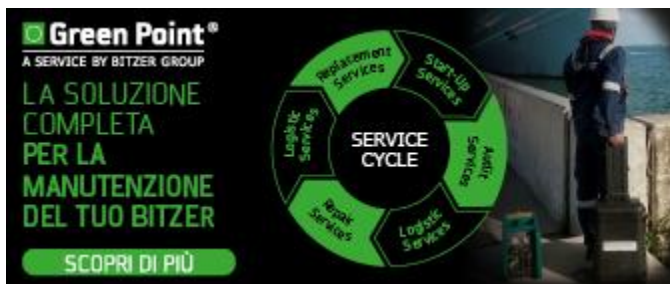 Green Point®
A SERVICE BY BITZER GROUP
LA SOLUZIONE
COMPLETA
PER LA
MANUTENZIONE
DEL TUO BITZER
SCOPRI DI PIÙ
SERVICE
CYCLE
Replacement
Services
Start-Up
Services
Audit
Services
Logistic
Services
Repair
Services
Logistic
Services